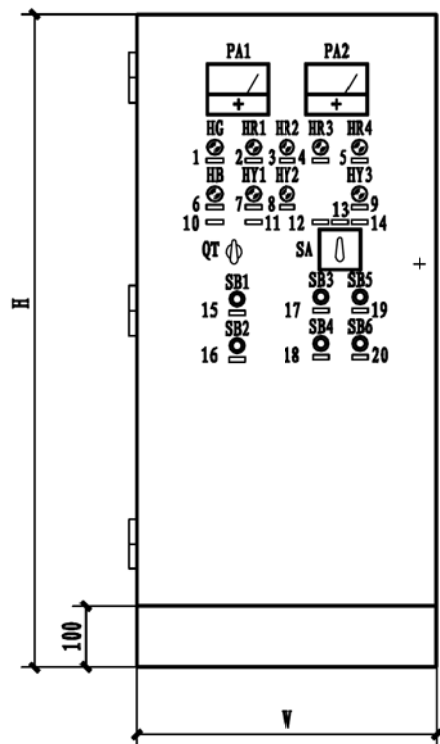 PA1 PA2
HG HR1 HR2 HR3 HR4
1 2 3 4 5
HB HY1 HY2 HY3
6 7 8 9
10 11 12 13 14
QT SA
SB1 SB3 SB5
15 17 19
SB2 SB4 SB6
16 18 20
H
100
W